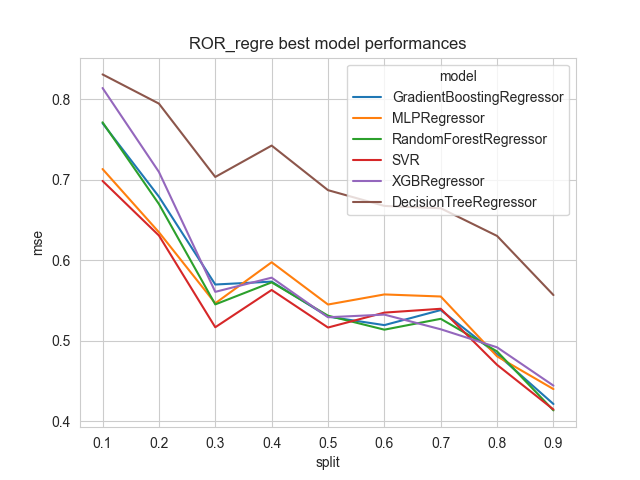 ROR_regre best model performances
mse
0.8
0.7
0.6
0.5
0.4
model
GradientBoostingRegressor
MLPRegressor
RandomForestRegressor
SVR
XGBRegressor
DecisionTreeRegressor
0.1 0.2 0.3 0.4 0.5 0.6 0.7 0.8 0.9
split